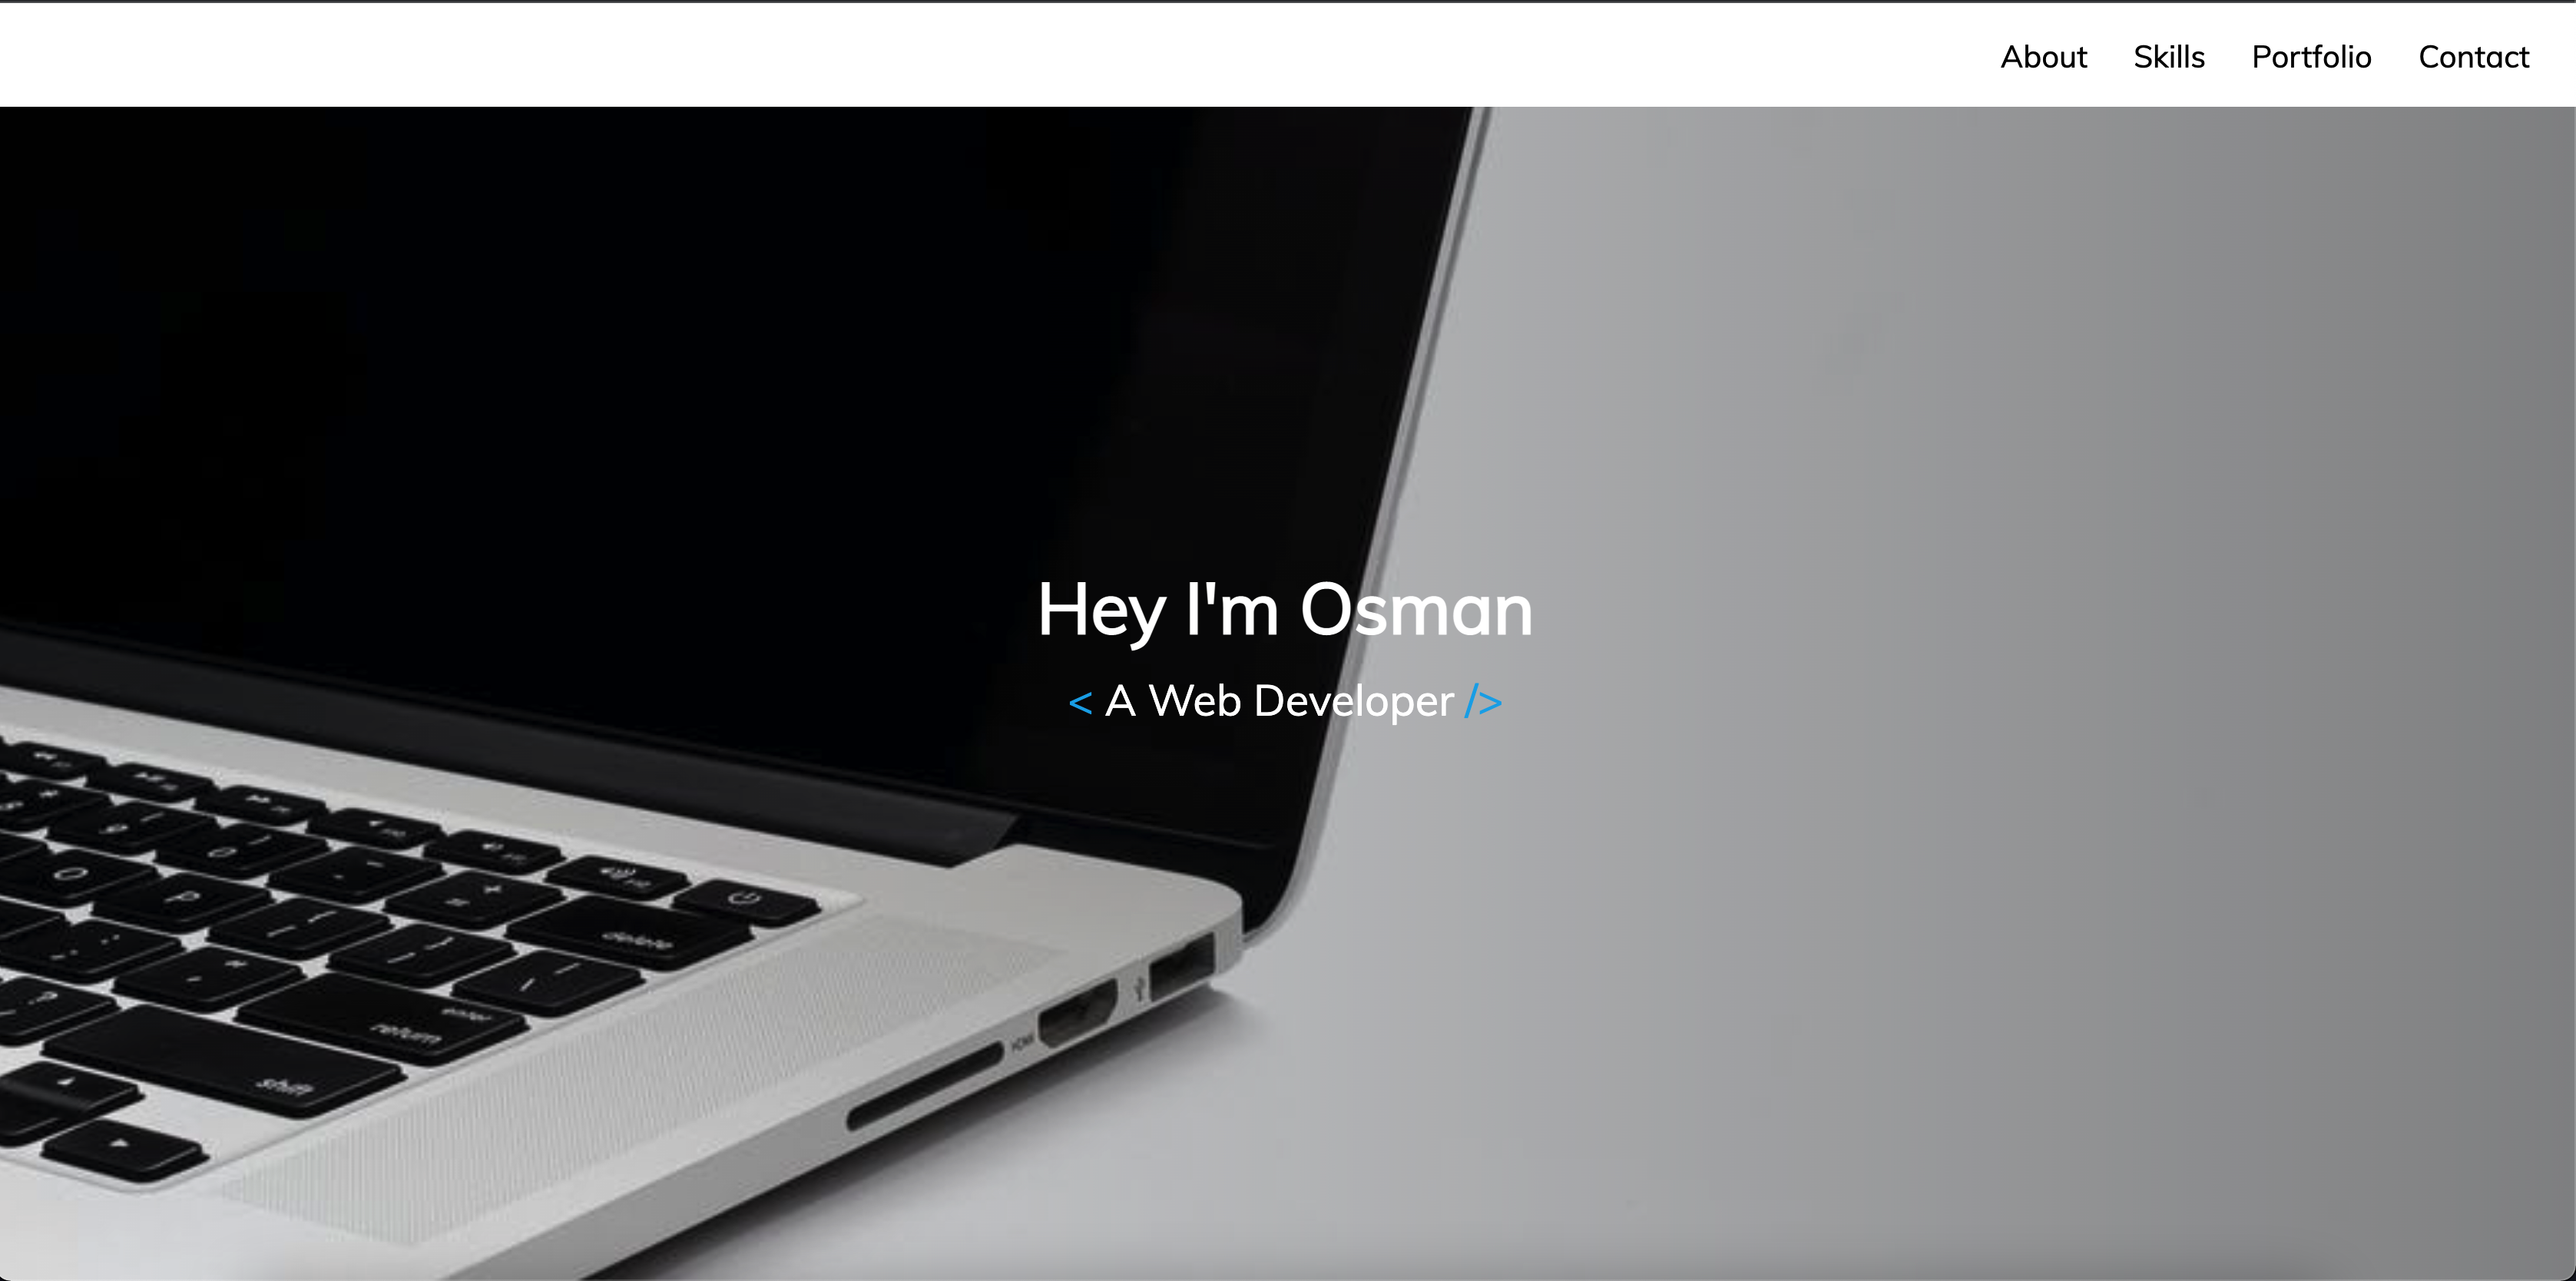 About Skills Portfolio Contact
Hey I'm Osman
< A Web Developer />
delete
enter
return
shift
HDMI